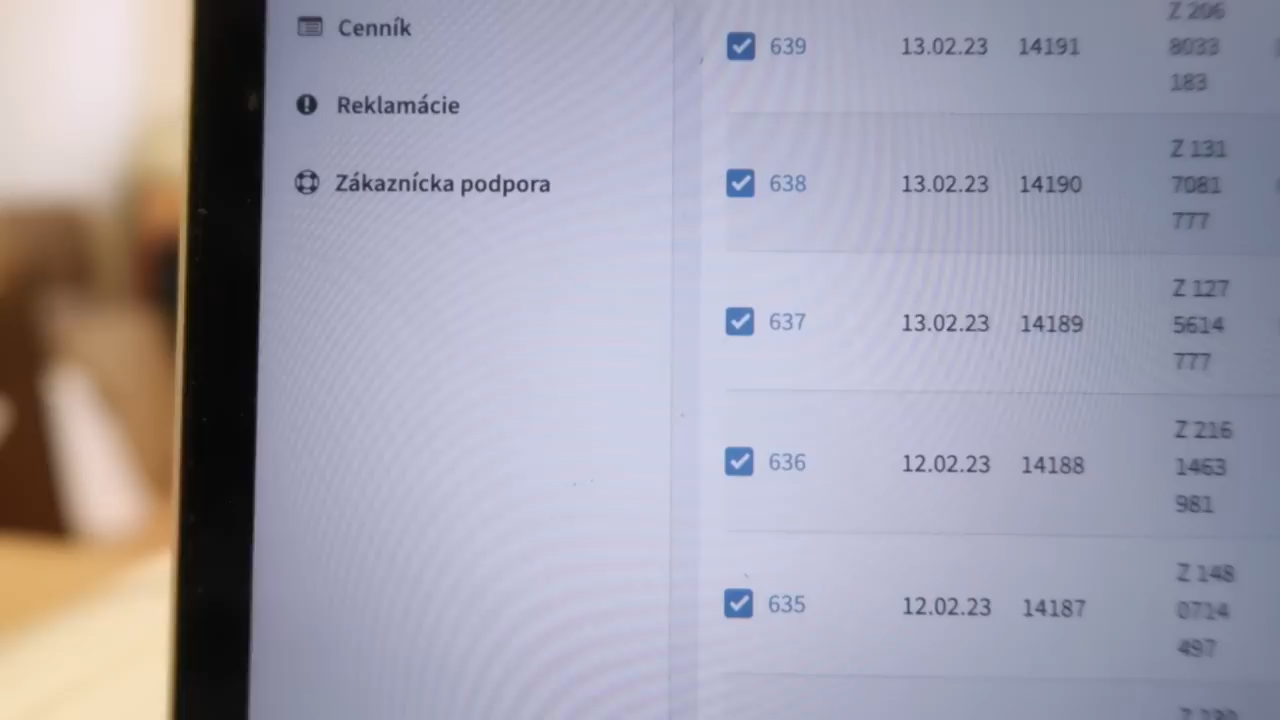 Cenník
Reklamácie
Zákaznícka podpora
639 13.02.23 14191 Z 206
8033
183
638 13.02.23 14190 Z 131
7081
777
637 13.02.23 14189 Z 127
5614
777
636 12.02.23 14188 Z 216
1463
981
635 12.02.23 14187 Z 148
0714
497